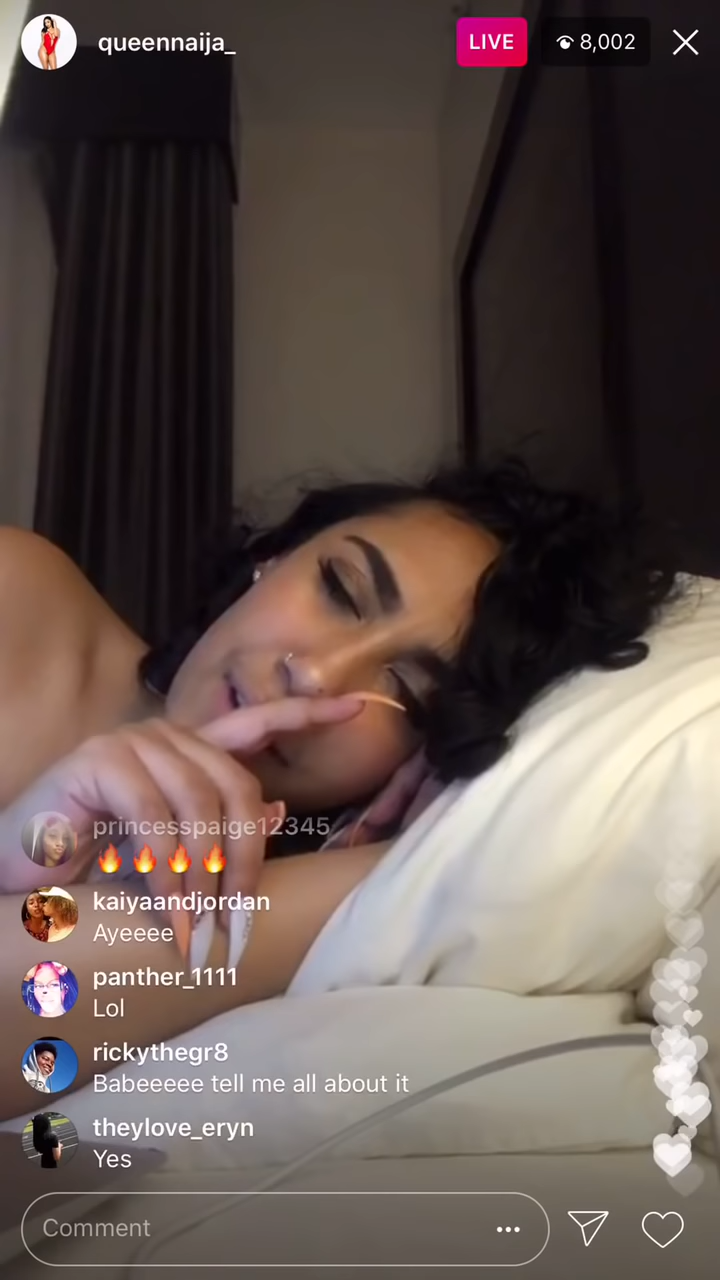 queennaija_
LIVE
8,002
princesspaige12345
🔥 🔥 🔥 🔥
kaiyaandjordan
Ayeeee
panther_1111
Lol
rickythegr8
Babeeeee tell me all about it
theylove_eryn
Yes
Comment